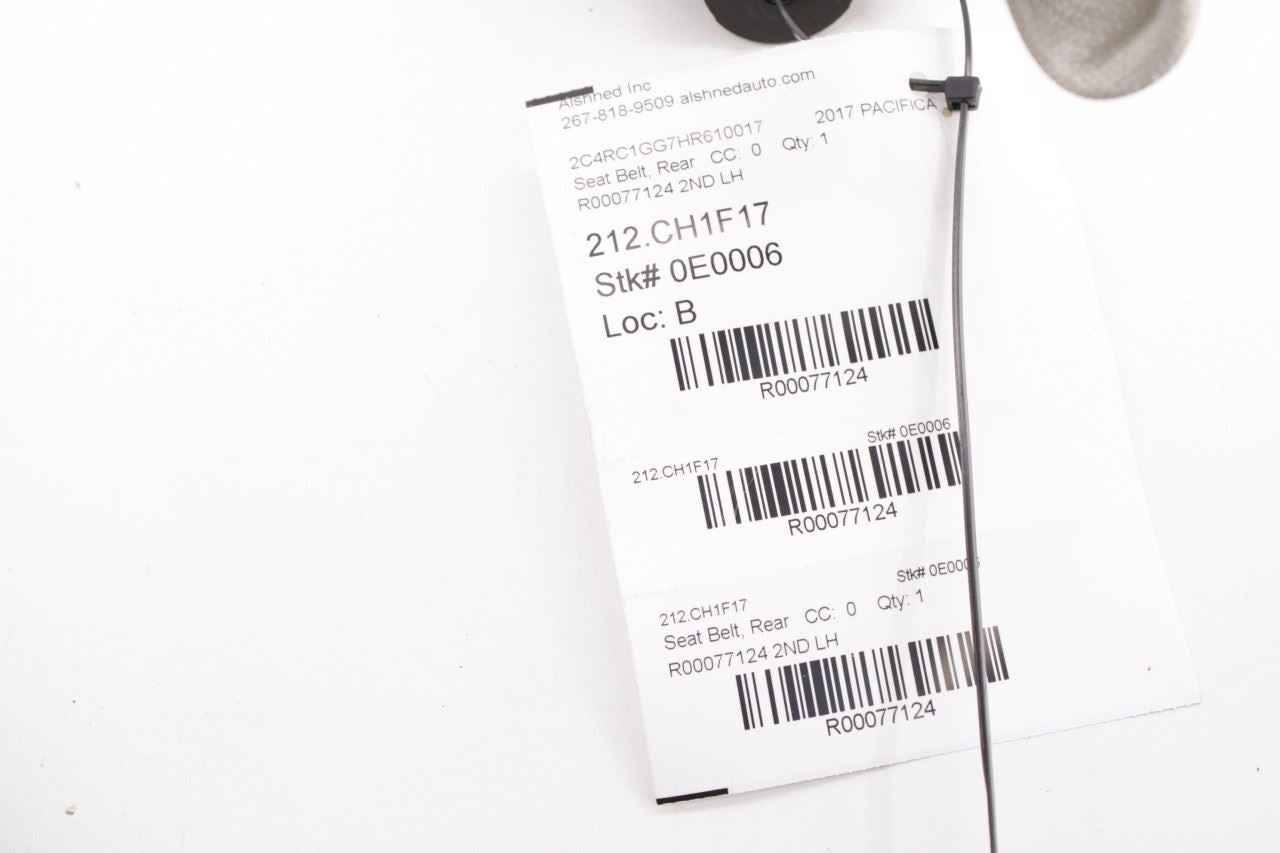 Alshned Inc
267-818-9509 alshnedauto.com
2C4RC1GG7HR610017 2017 PACIFICA
Seat Belt, Rear CC: 0 Qty: 1
R00077124 2ND LH
212.CH1F17
Stk# 0E0006
Loc: B
R00077124
212.CH1F17 Stk# 0E0006
R00077124
Stk# 0E0006
212.CH1F17
Seat Belt, Rear CC: 0 Qty: 1
R00077124 2ND LH
R00077124